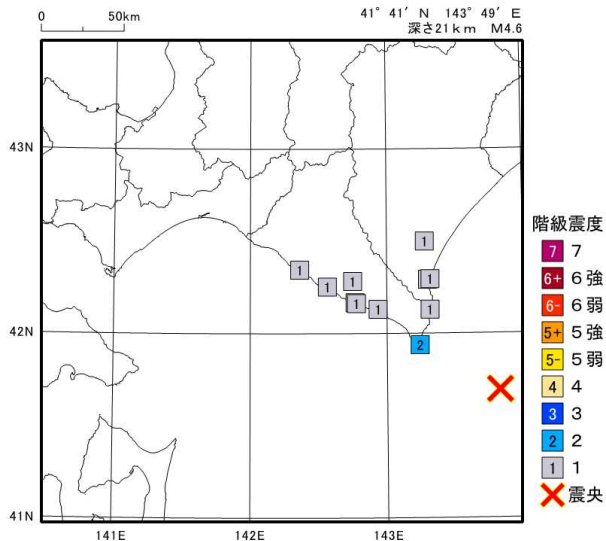 0 50km
41° 41' N 143° 49' E
深さ21km M4.6
43N
42N
41N
141E 142E 143E
1
1
1
1
1
1
1
1
2
階級震度
7 7
6+ 6強
6- 6弱
5+ 5強
5- 5弱
4 4
3 3
2 2
1 1
震央